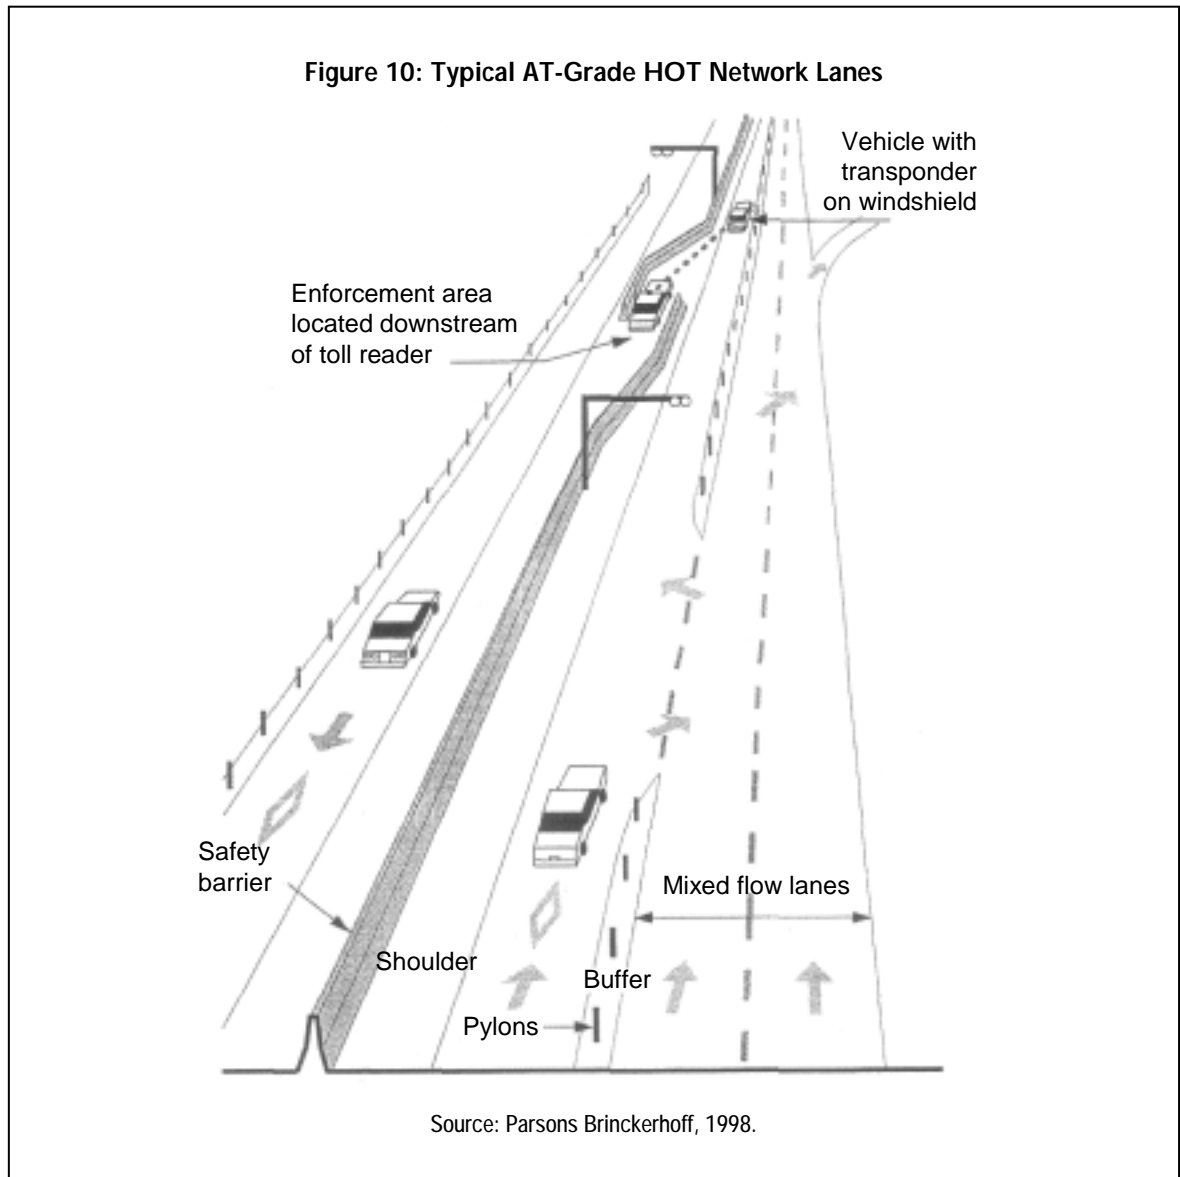 Figure 10: Typical AT-Grade HOT Network Lanes
Vehicle with
transponder
on windshield
Enforcement area
located downstream
of toll reader
Safety
barrier
Mixed flow lanes
Shoulder
Buffer
Pylons
Source: Parsons Brinckerhoff, 1998.